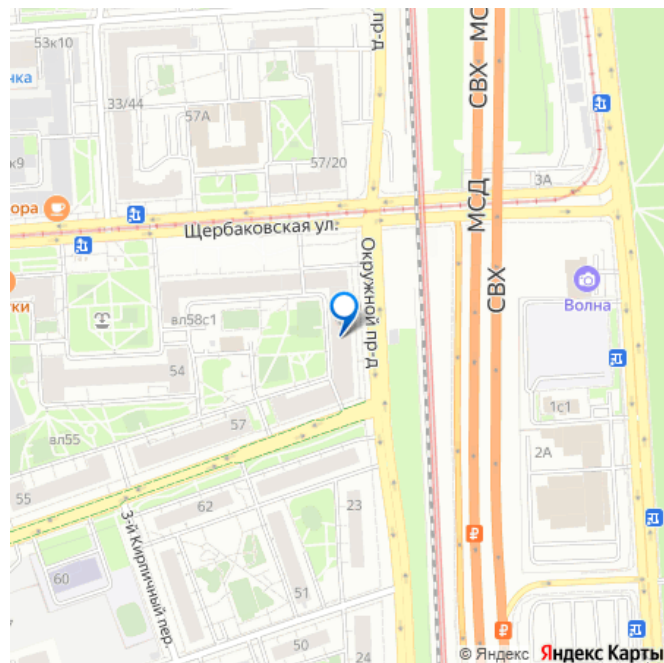 53к10
пр-д
СВХ
МС
нка
33/44
57А
к9
57/20
МСД
3А
ора
Щербаковская ул.
Окружной пр-д
СВХ
Волна
тки
вл58с1
54
1с1
57
вл55
2А
55
62
23
3-й Кирпичный пер.
60
51
50
24
© Яндекс
Яндекс Карты